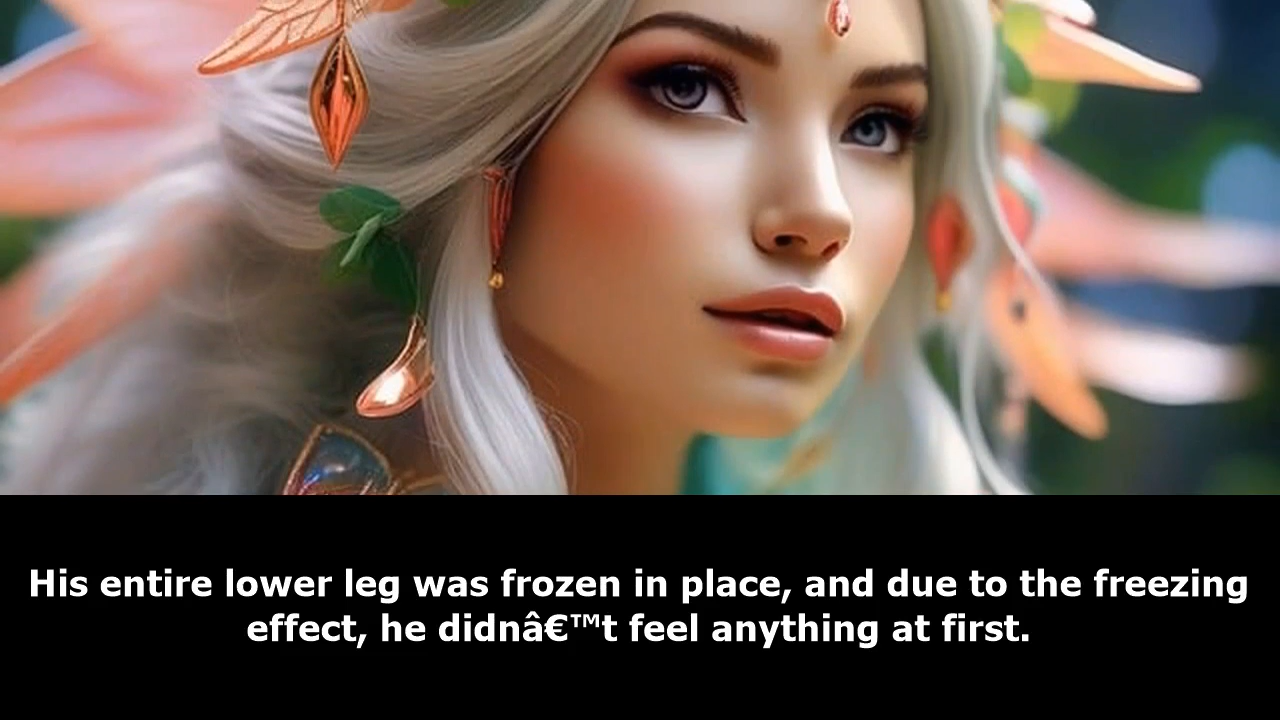 His entire lower leg was frozen in place, and due to the freezing
effect, he didnâ€™t feel anything at first.